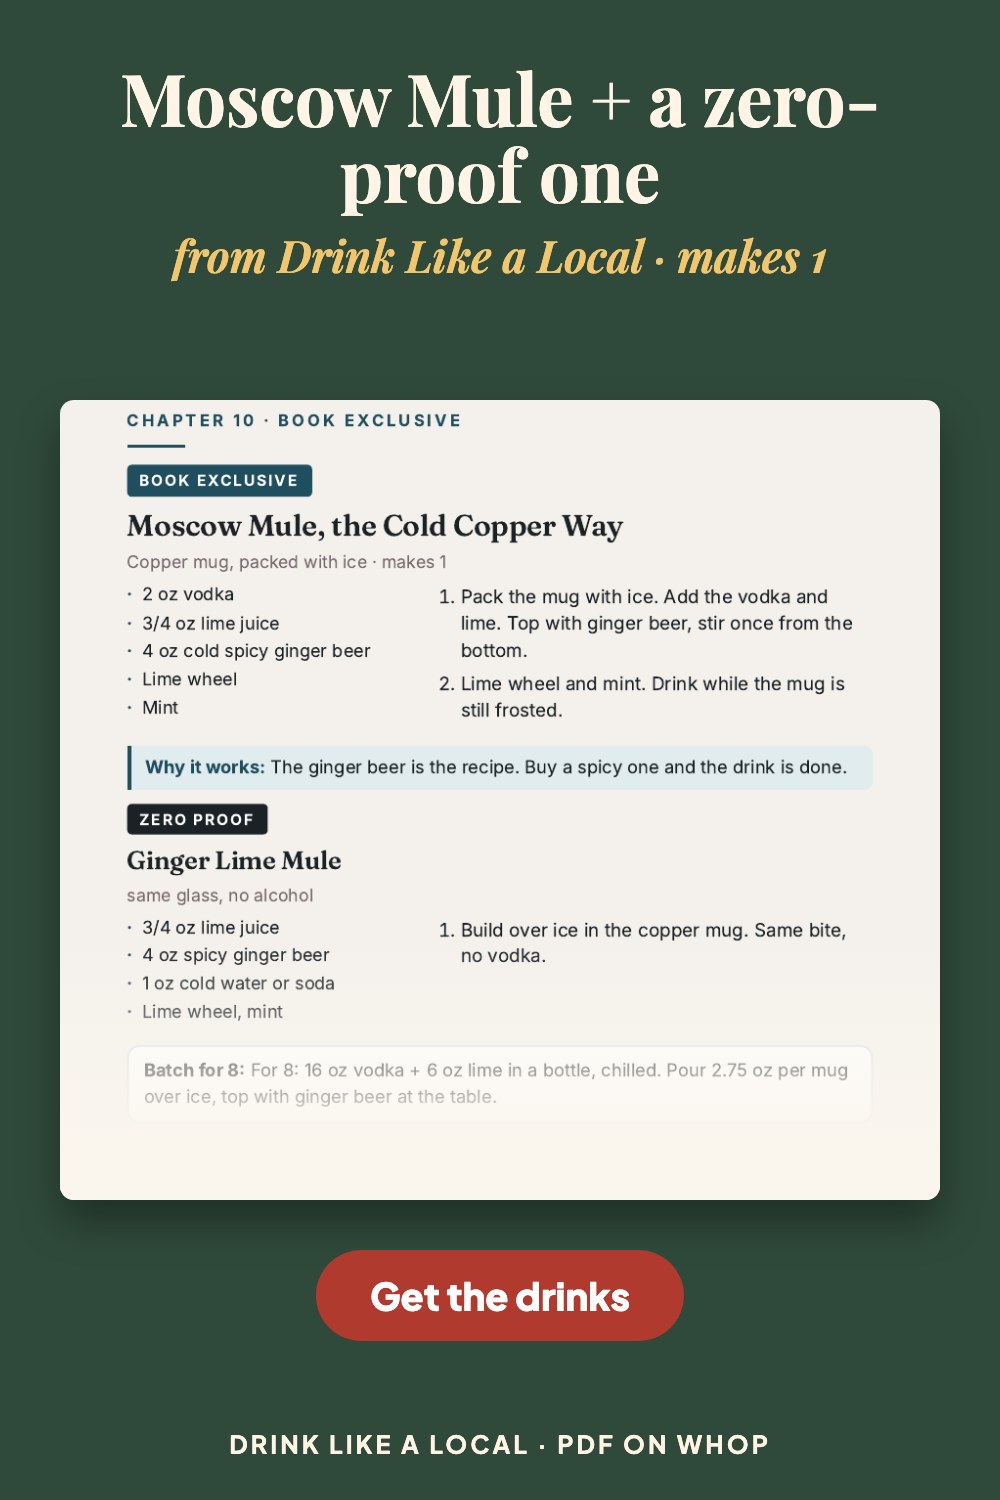 Moscow Mule + a zero-
proof one
from Drink Like a Local · makes 1
CHAPTER 10 · BOOK EXCLUSIVE
BOOK EXCLUSIVE
Moscow Mule, the Cold Copper Way
Copper mug, packed with ice · makes 1
· 2 oz vodka
· 3/4 oz lime juice
· 4 oz cold spicy ginger beer
· Lime wheel
· Mint
1. Pack the mug with ice. Add the vodka and
lime. Top with ginger beer, stir once from the
bottom.
2. Lime wheel and mint. Drink while the mug is
still frosted.
Why it works: The ginger beer is the recipe. Buy a spicy one and the drink is done.
ZERO PROOF
Ginger Lime Mule
same glass, no alcohol
· 3/4 oz lime juice
· 4 oz spicy ginger beer
· 1 oz cold water or soda
· Lime wheel, mint
1. Build over ice in the copper mug. Same bite,
no vodka.
Batch for 8: For 8: 16 oz vodka + 6 oz lime in a bottle, chilled. Pour 2.75 oz per mug
over ice, top with ginger beer at the table.
Get the drinks
DRINK LIKE A LOCAL · PDF ON WHOP